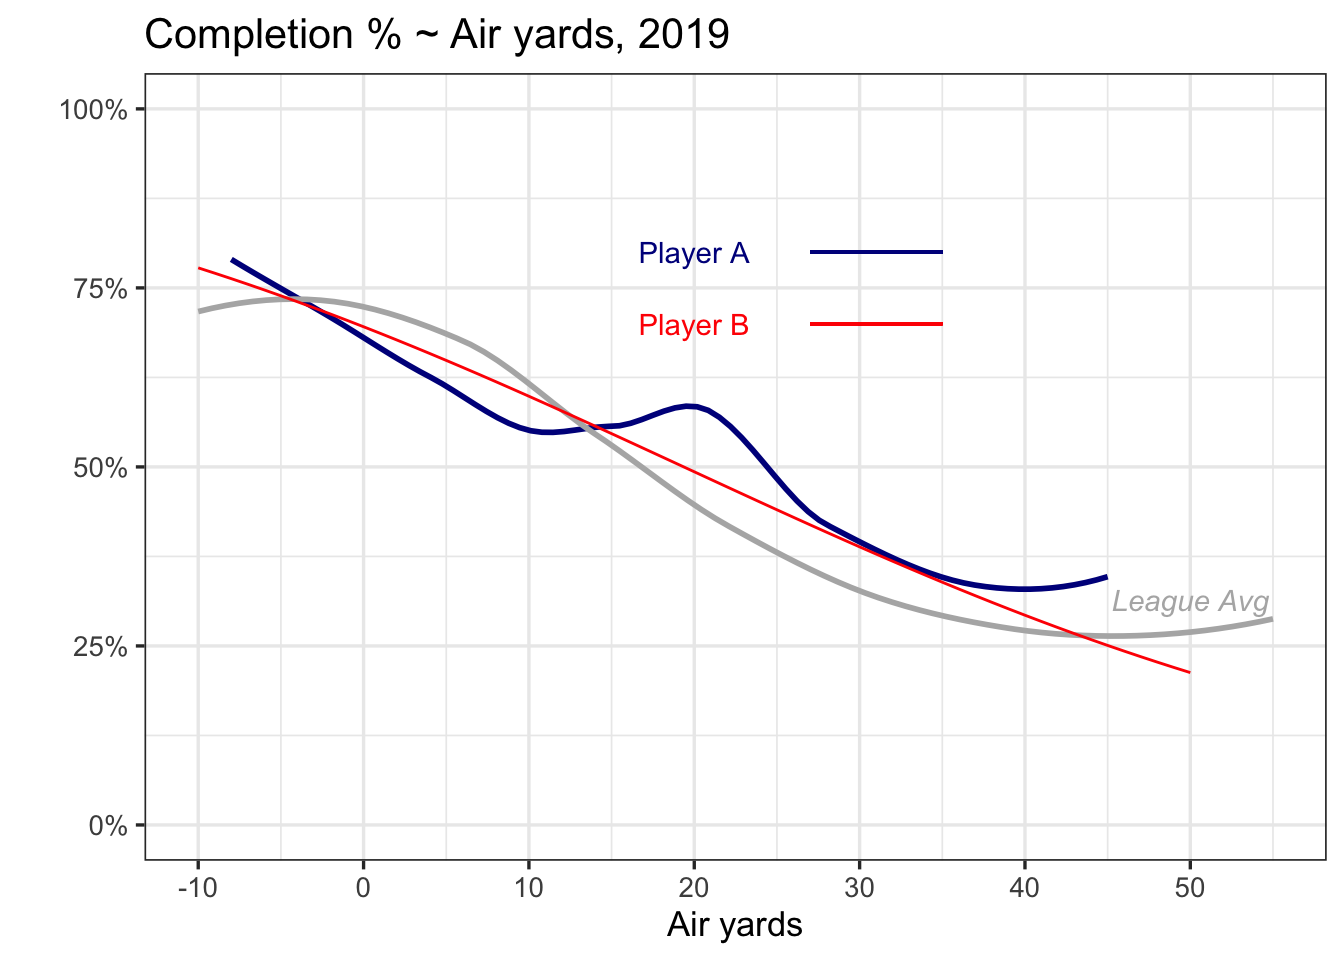 Completion % ~ Air yards, 2019
100%
75%
50%
25%
0%
Player A
Player B
League Avg
-10 0 10 20 30 40 50
Air yards